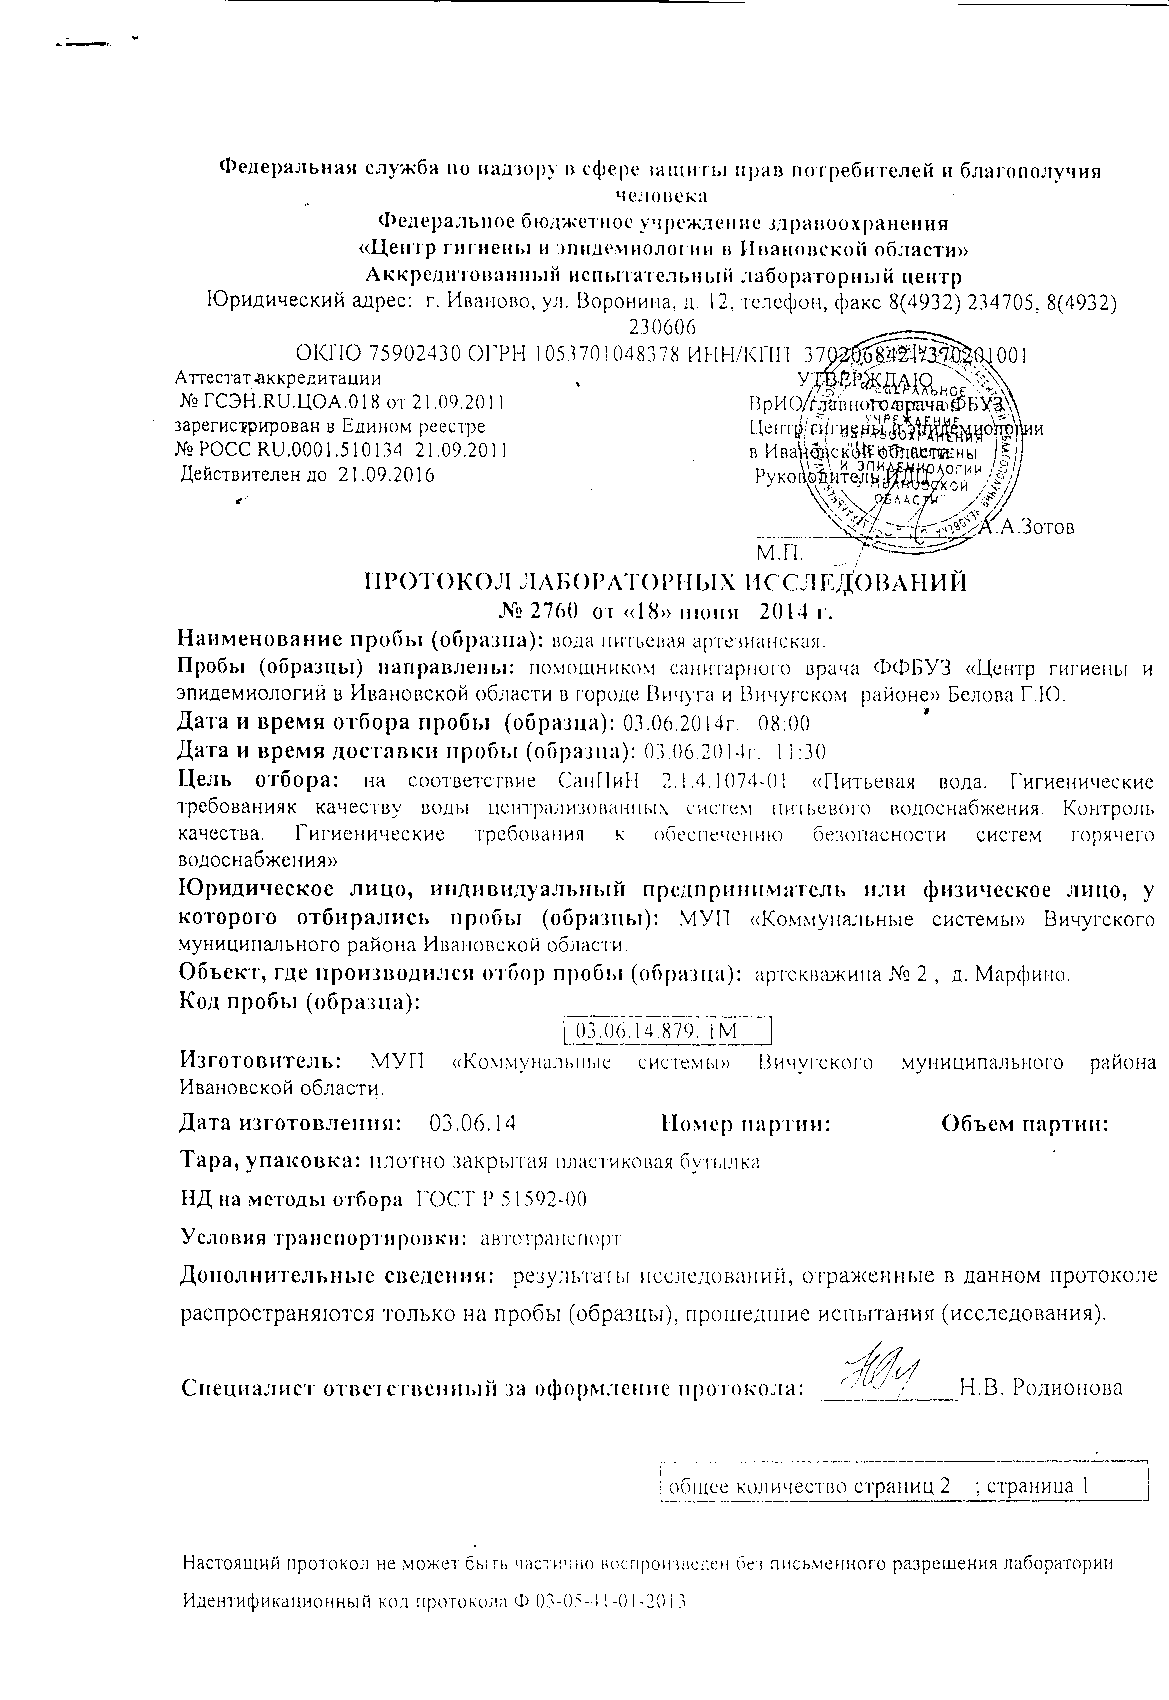 Федеральная служба по надзору в сфере защиты прав потребителей и благополучия
человека
Федеральное бюджетное учреждение здравоохранения
«Центр гигиены и эпидемиологии в Ивановской области»
Аккредитованный испытательный лабораторный центр
Юридический адрес: г. Иваново, ул. Воронина, д. 12, телефон, факс 8(4932) 234705, 8(4932)
230606
ОКПО 75902430 ОГРН 1053701048378 ИНН/КПП 3702068421/370201001
Аттестат аккредитации
№ ГСЭН.RU.ЦОА.018 от 21.09.2011
зарегистрирован в Едином реестре
№ РОСС RU.0001.510134 21.09.2011
Действителен до 21.09.2016
УТВЕРЖДАЮ
ВрИО главного врача ФБУЗ
Центр гигиены и эпидемиологии
в Ивановской области
Руководитель ИЛЦ
А.А.Зотов
М.П.
ПРОТОКОЛ ЛАБОРАТОРНЫХ ИССЛЕДОВАНИЙ
№ 2760 от «18» июня 2014 г.
Наименование пробы (образца): вода питьевая артезианская.
Пробы (образцы) направлены: помощником санитарного врача ФФБУЗ «Центр гигиены и
эпидемиологий в Ивановской области в городе Вичуга и Вичугском районе» Белова Г.Ю.
Дата и время отбора пробы (образца): 03.06.2014г. 08:00
Дата и время доставки пробы (образца): 03.06.2014г. 11:30
Цель отбора: на соответствие СанПиН 2.1.4.1074-01 «Питьевая вода. Гигиенические
требованияк качеству воды централизованных систем питьевого водоснабжения. Контроль
качества. Гигиенические требования к обеспечению безопасности систем горячего
водоснабжения»
Юридическое лицо, индивидуальный предприниматель или физическое лицо, у
которого отбирались пробы (образцы): МУП «Коммунальные системы» Вичугского
муниципального района Ивановской области.
Объект, где производился отбор пробы (образца): артскважина № 2 , д. Марфино.
Код пробы (образца):
03.06.14.879. 1М
Изготовитель: МУП «Коммунальные системы» Вичугского муниципального района
Ивановской области.
Дата изготовления: 03.06.14 Номер партии: Объем партии:
Тара, упаковка: плотно закрытая пластиковая бутылка
НД на методы отбора ГОСТ Р 51592-00
Условия транспортировки: автотранспорт
Дополнительные сведения: результаты исследований, отраженные в данном протоколе
распространяются только на пробы (образцы), прошедшие испытания (исследования).
Специалист ответственный за оформление протокола: Н.В. Родионова
общее количество страниц 2 ; страница 1
Настоящий протокол не может быть частично воспроизведен без письменного разрешения лаборатории
Идентификационный код протокола Ф 03-05-41-01-2013